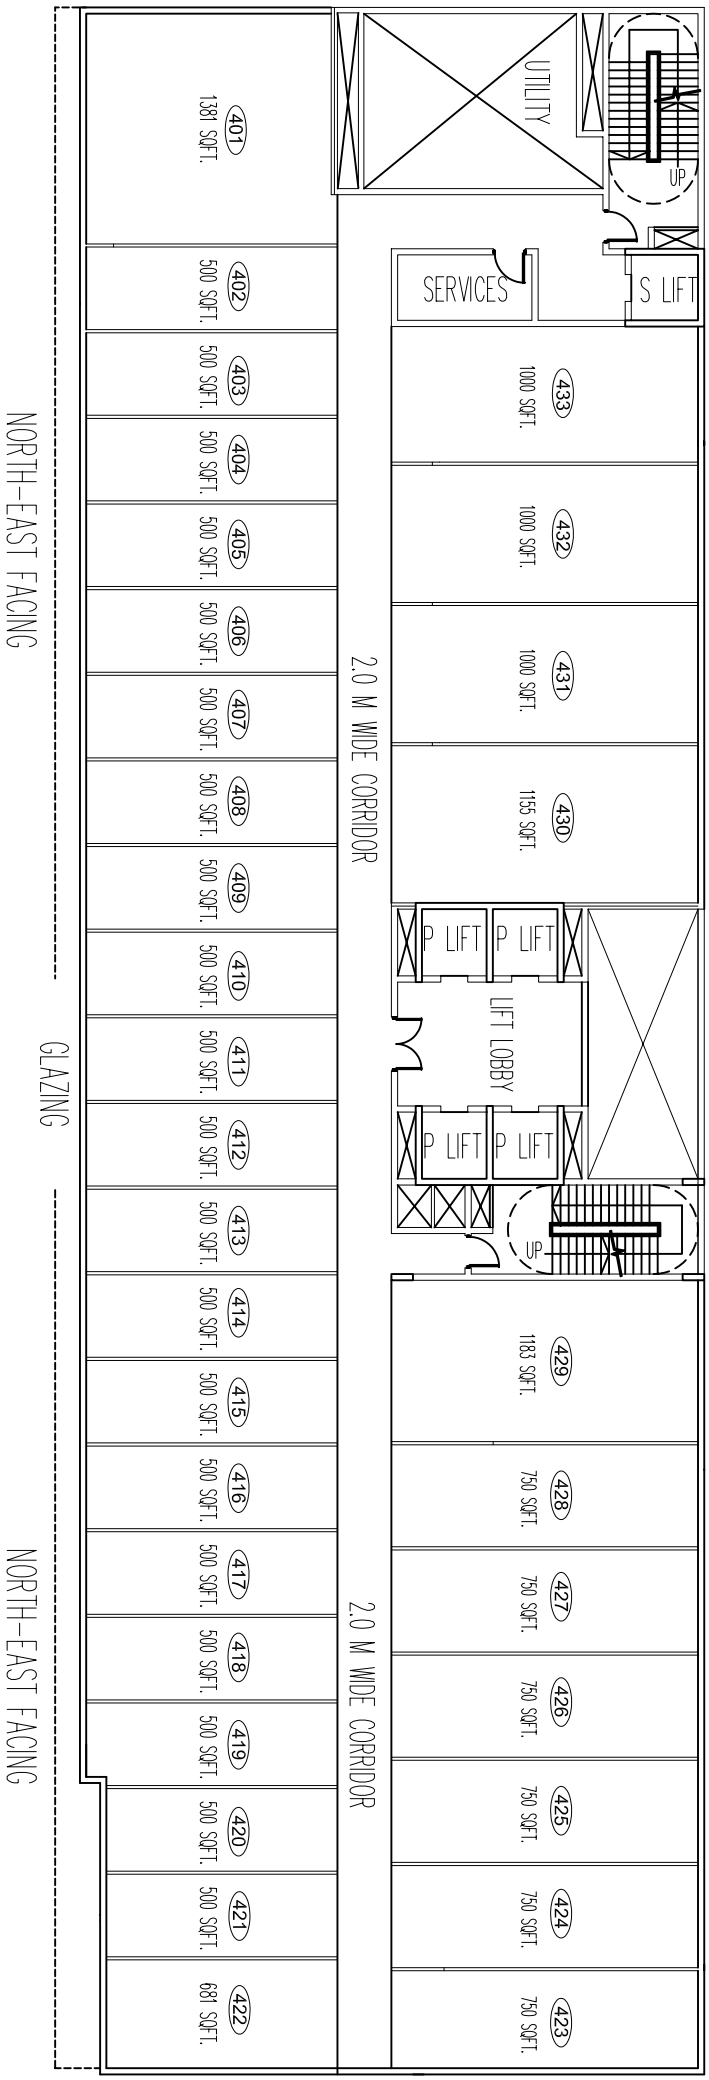 UTILITY
UP
SERVICES
S LIFT
401
1381 SQFT.
402
500 SQFT.
403
500 SQFT.
404
500 SQFT.
405
500 SQFT.
406
500 SQFT.
407
500 SQFT.
408
500 SQFT.
409
500 SQFT.
410
500 SQFT.
411
500 SQFT.
412
500 SQFT.
413
500 SQFT.
414
500 SQFT.
415
500 SQFT.
416
500 SQFT.
417
500 SQFT.
418
500 SQFT.
419
500 SQFT.
420
500 SQFT.
421
500 SQFT.
422
681 SQFT.
2.0 M WIDE CORRIDOR
2.0 M WIDE CORRIDOR
433
1000 SQFT.
432
1000 SQFT.
431
1000 SQFT.
430
1155 SQFT.
P LIFT
P LIFT
LIFT LOBBY
P LIFT
P LIFT
UP
429
1183 SQFT.
428
750 SQFT.
427
750 SQFT.
426
750 SQFT.
425
750 SQFT.
424
750 SQFT.
423
750 SQFT.
NORTH-EAST FACING
GLAZING
NORTH-EAST FACING